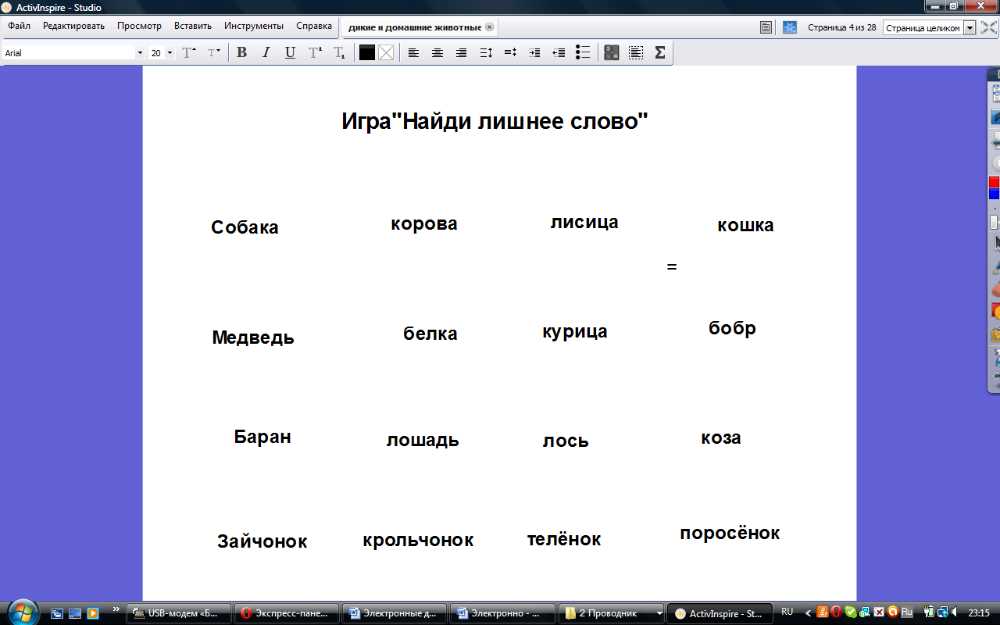 ActivInspire - Studio
Файл Редактировать Просмотр Вставить Инструменты Справка дикие и домашние животные Страница 4 из 28 Страница целиком
Arial 20 T T B I U T¹ T₁ Σ
Игра"Найди лишнее слово"
Собака корова лисица кошка
=
Медведь белка курица бобр
Баран лошадь лось коза
Зайчонок крольчонок телёнок поросёнок
USB-модем «Б... Экспресс-пане... Электронные д... Электронно - ... 2 Проводник ActivInspire - St... RU Ru 23:15